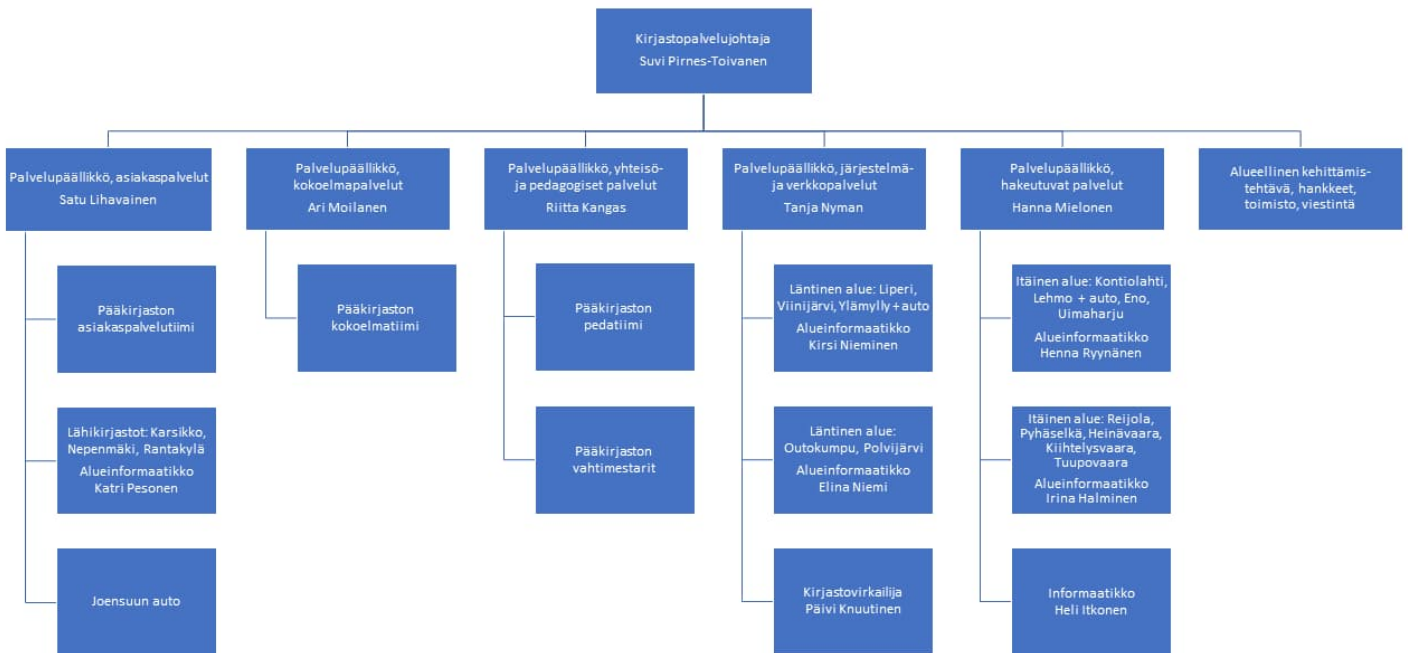 Kirjastopalvelujohtaja
Suvi Pirnes-Toivanen
Palvelupäällikkö, asiakaspalvelut
Satu Lihavainen
Palvelupäällikkö,
kokoelmapalvelut
Ari Moilanen
Palvelupäällikkö, yhteisö-
ja pedagogiset palvelut
Riitta Kangas
Palvelupäällikkö, järjestelmä-
ja verkkopalvelut
Tanja Nyman
Palvelupäällikkö,
hakeutuvat palvelut
Hanna Mielonen
Alueellinen kehittämis-
tehtävä, hankkeet,
toimisto, viestintä
Pääkirjaston
asiakaspalvelutiimi
Lähikirjastot: Karsikko,
Nepenmäki, Rantakylä
Alueinformaatikko
Katri Pesonen
Joensuun auto
Pääkirjaston
kokoelmatiimi
Pääkirjaston
pedatiimi
Pääkirjaston
vahtimestarit
Läntinen alue: Liperi,
Viinijärvi, Ylämylly + auto
Alueinformaatikko
Kirsi Nieminen
Läntinen alue:
Outokumpu, Polvijärvi
Alueinformaatikko
Elina Niemi
Kirjastovirkailija
Päivi Knuutinen
Itäinen alue: Kontiolahti,
Lehmo + auto, Eno,
Uimaharju
Alueinformaatikko
Henna Ryynänen
Itäinen alue: Reijola,
Pyhäselkä, Heinävaara,
Kiihtelysvaara,
Tuupovaara
Alueinformaatikko
Irina Halminen
Informaatikko
Heli Itkonen